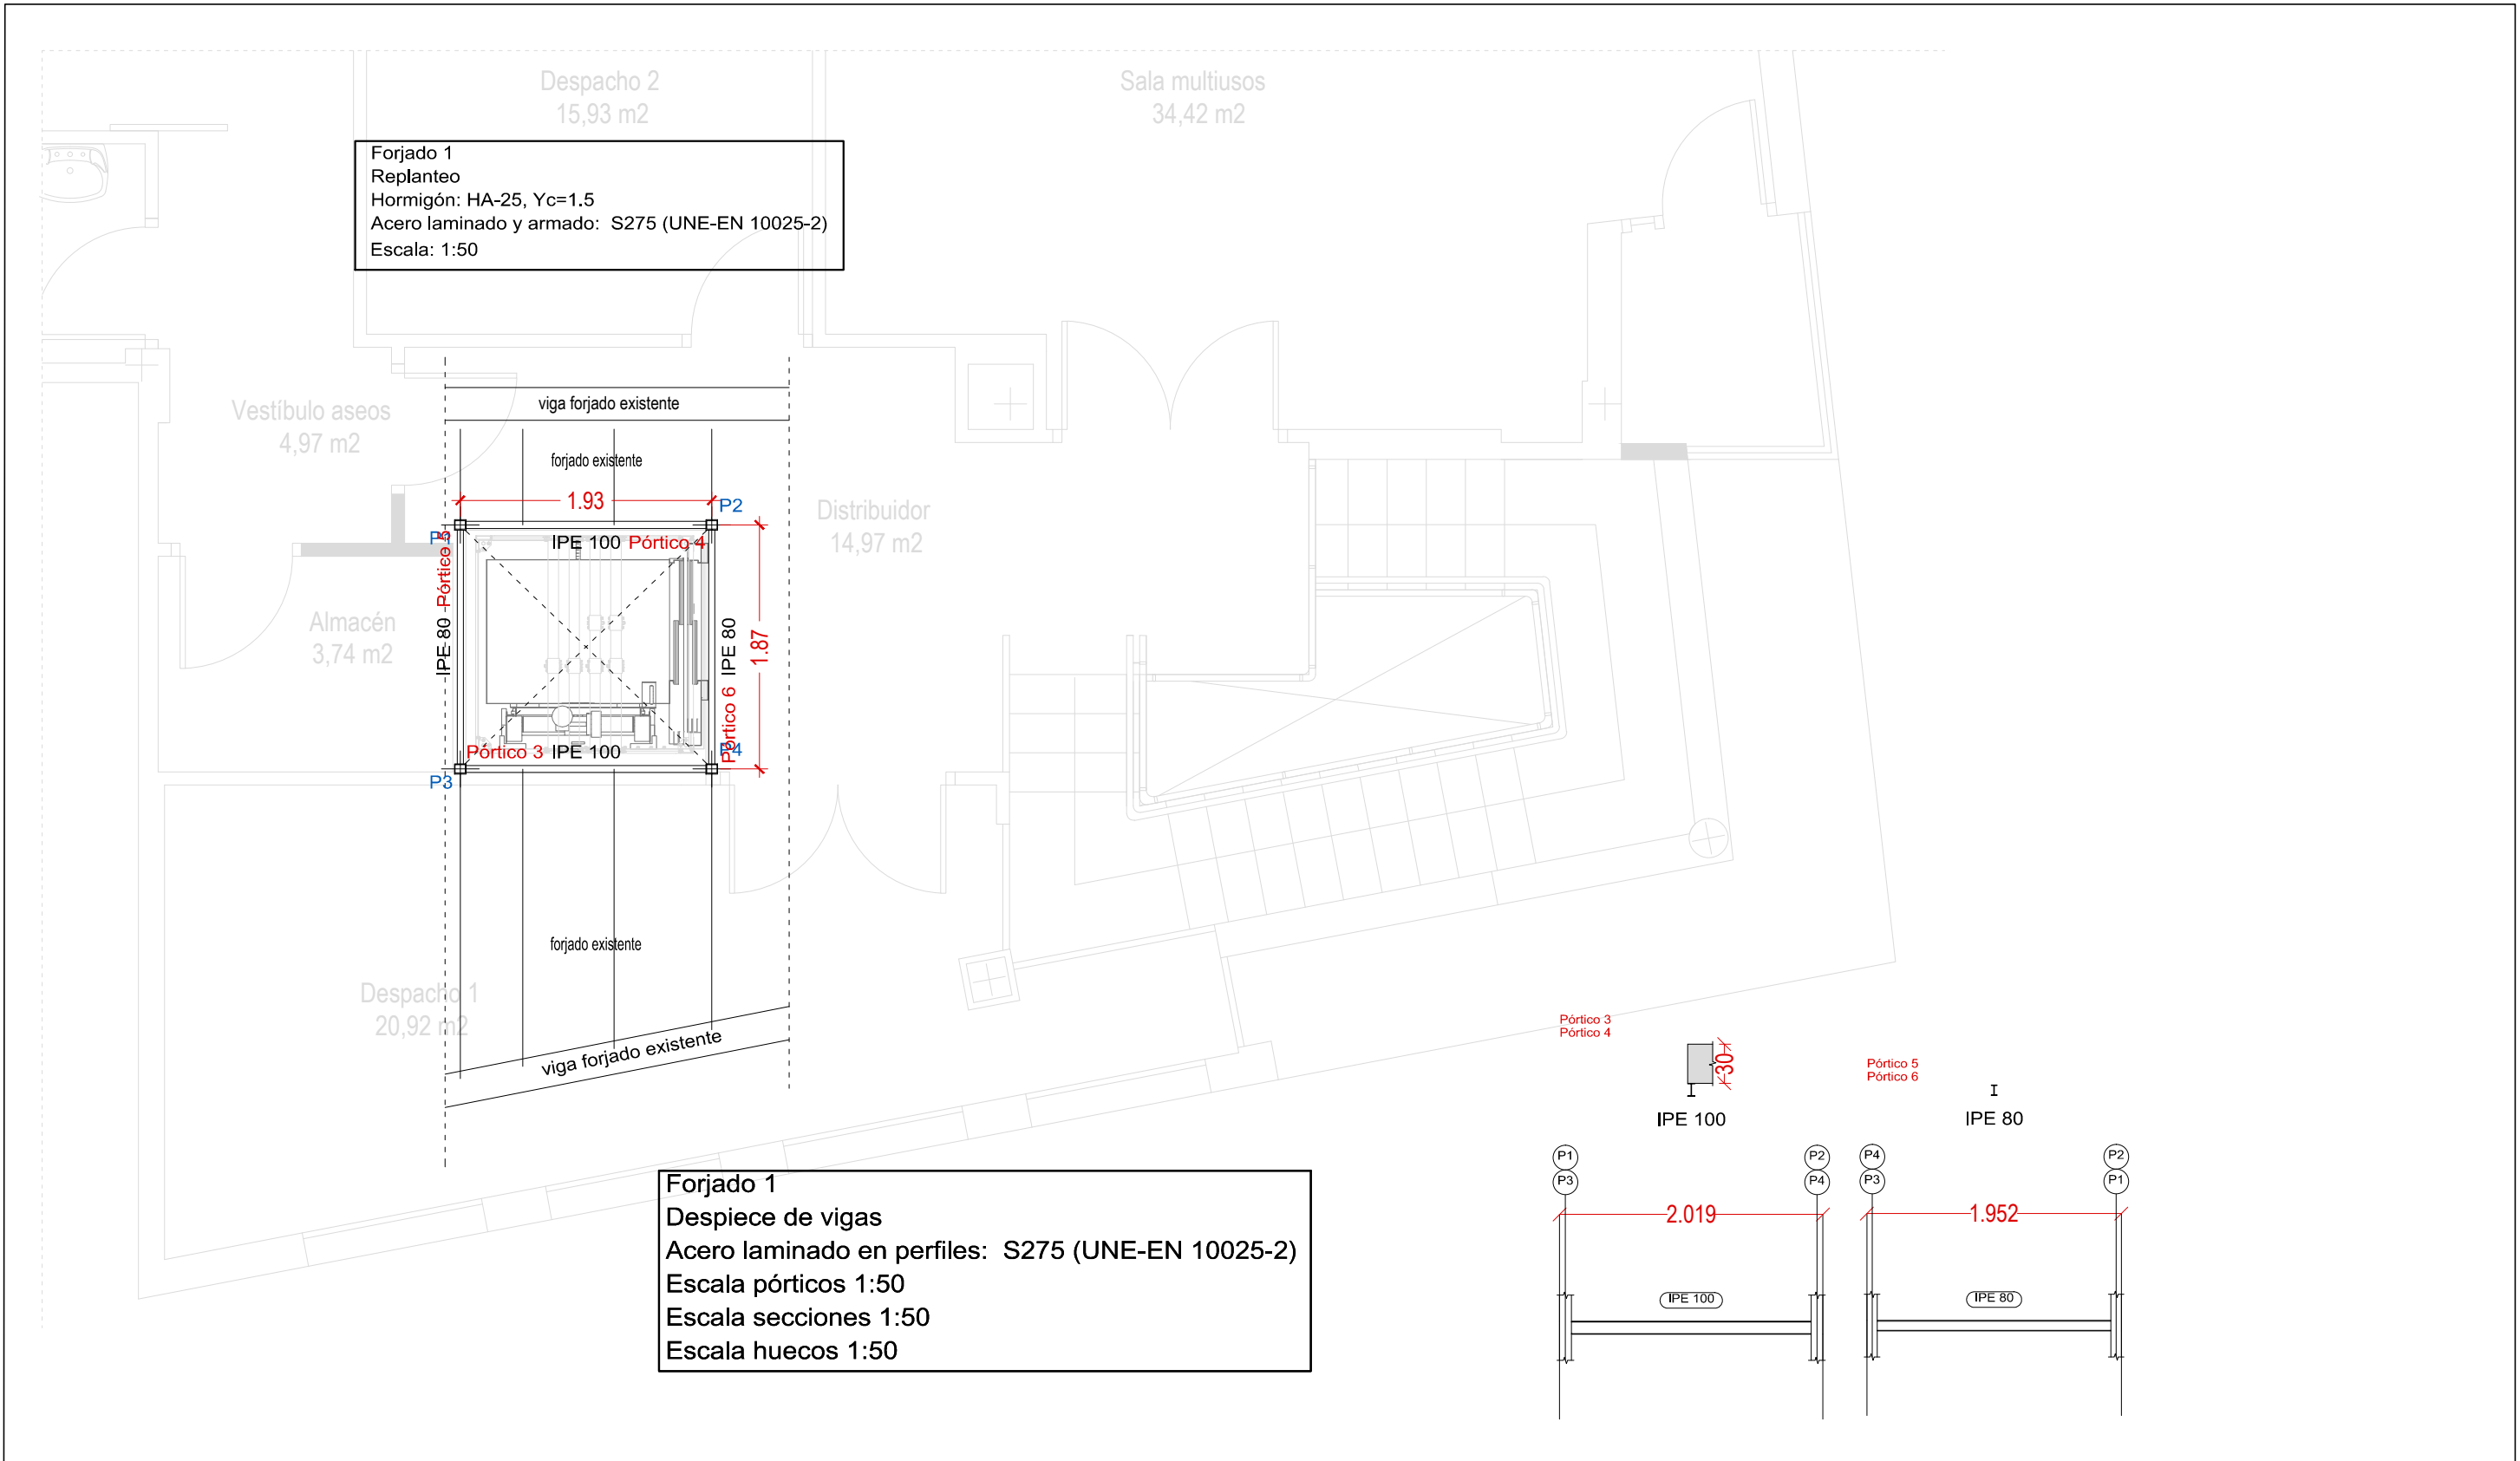 Despacho 2
15,93 m2
Sala multiusos
34,42 m2
Forjado 1
Replanteo
Hormigón: HA-25, Yc=1.5
Acero laminado y armado: S275 (UNE-EN 10025-2)
Escala: 1:50
viga forjado existente
Vestíbulo aseos
4,97 m2
forjado existente
1.93
P2
Distribuidor
14,97 m2
P1
IPE 100 Pórtico 4
IPE 80 Pórtico 5
Almacén
3,74 m2
Pórtico 6 IPE 80
1.87
Pórtico 3 IPE 100
P4
P3
forjado existente
Despacho 1
20,92 m2
viga forjado existente
Pórtico 3
Pórtico 4
30
IPE 100
Pórtico 5
Pórtico 6
IPE 80
P1
P3
P2
P4
P4
P3
P2
P1
2.019
1.952
IPE 100
IPE 80
Forjado 1
Despiece de vigas
Acero laminado en perfiles: S275 (UNE-EN 10025-2)
Escala pórticos 1:50
Escala secciones 1:50
Escala huecos 1:50